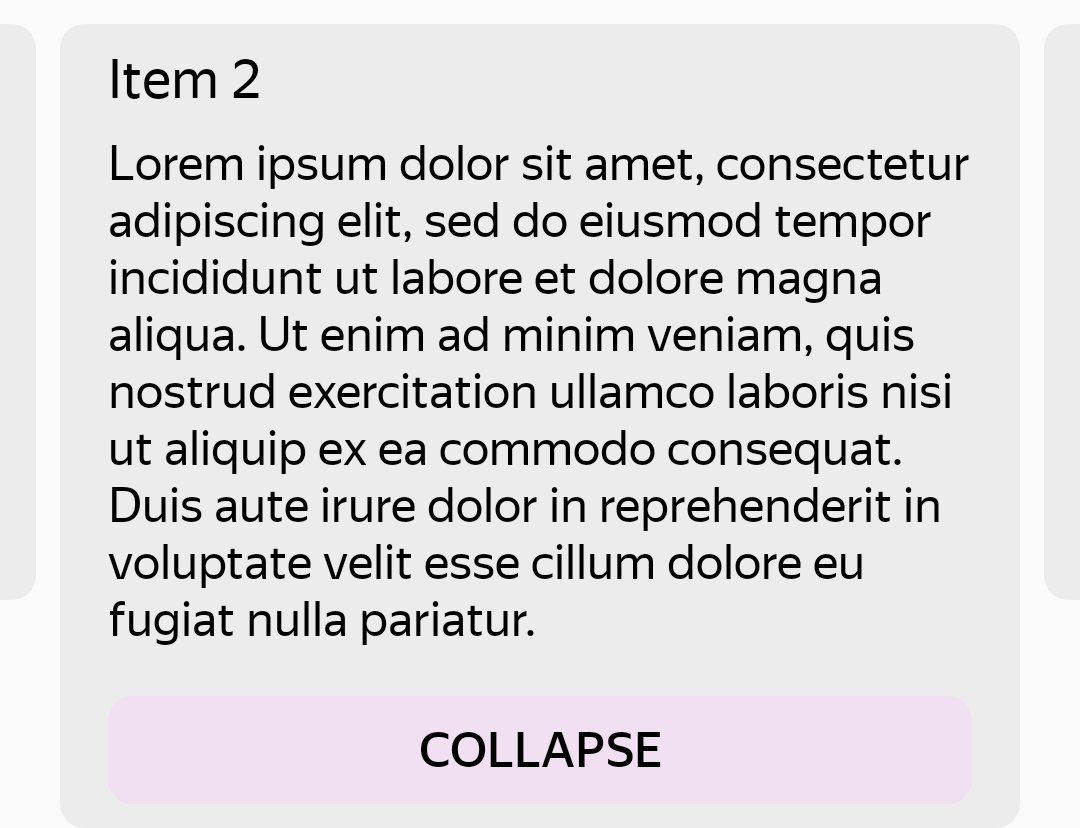 Item 2
Lorem ipsum dolor sit amet, consectetur
adipiscing elit, sed do eiusmod tempor
incididunt ut labore et dolore magna
aliqua. Ut enim ad minim veniam, quis
nostrud exercitation ullamco laboris nisi
ut aliquip ex ea commodo consequat.
Duis aute irure dolor in reprehenderit in
voluptate velit esse cillum dolore eu
fugiat nulla pariatur.
COLLAPSE